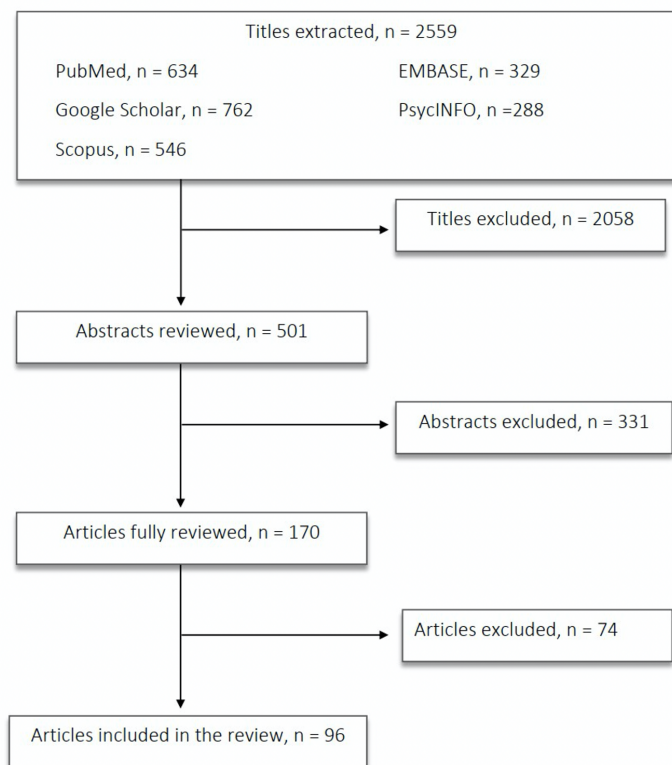 Titles extracted, n = 2559
PubMed, n = 634
EMBASE, n = 329
Google Scholar, n = 762
PsycINFO, n =288
Scopus, n = 546
Titles excluded, n = 2058
Abstracts reviewed, n = 501
Abstracts excluded, n = 331
Articles fully reviewed, n = 170
Articles excluded, n = 74
Articles included in the review, n = 96